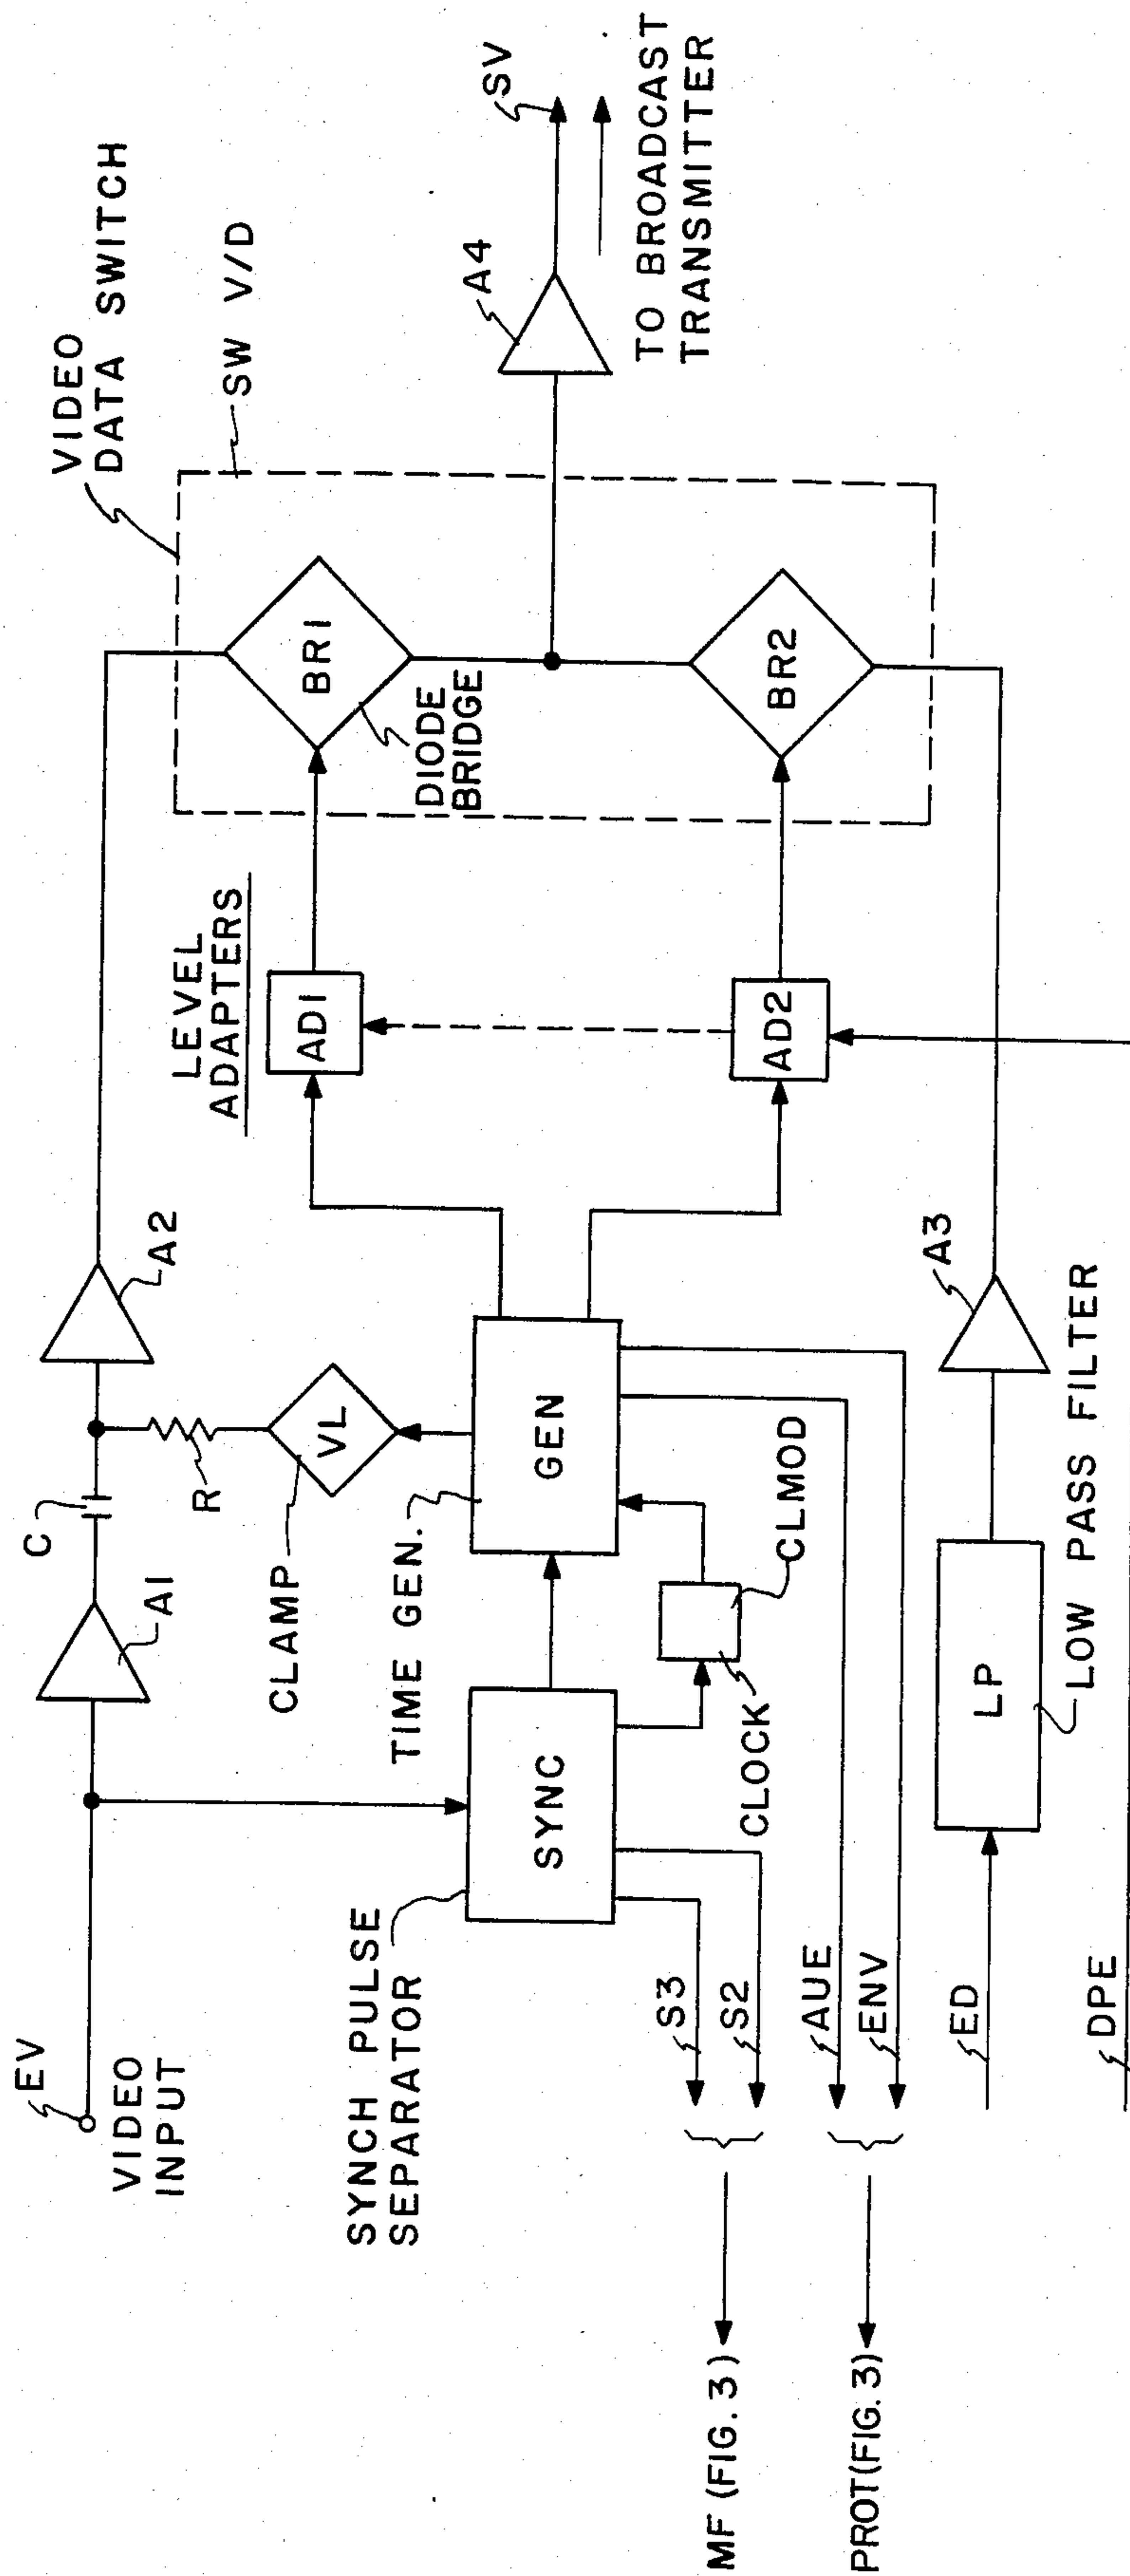 EV
VIDEO
INPUT
A1
C
R
A2
CLAMP
VL
SYNCH PULSE
SEPARATOR
SYNC
TIME GEN.
GEN
CLOCK
CLMOD
LEVEL
ADAPTERS
AD1
AD2
VIDEO
DATA SWITCH
SW V/D
BR1
DIODE
BRIDGE
BR2
A4
SV
TO BROADCAST
TRANSMITTER
S3
S2
AUE
ENV
MF (FIG. 3)
PROT(FIG. 3)
ED
LP
LOW PASS FILTER
A3
DPE